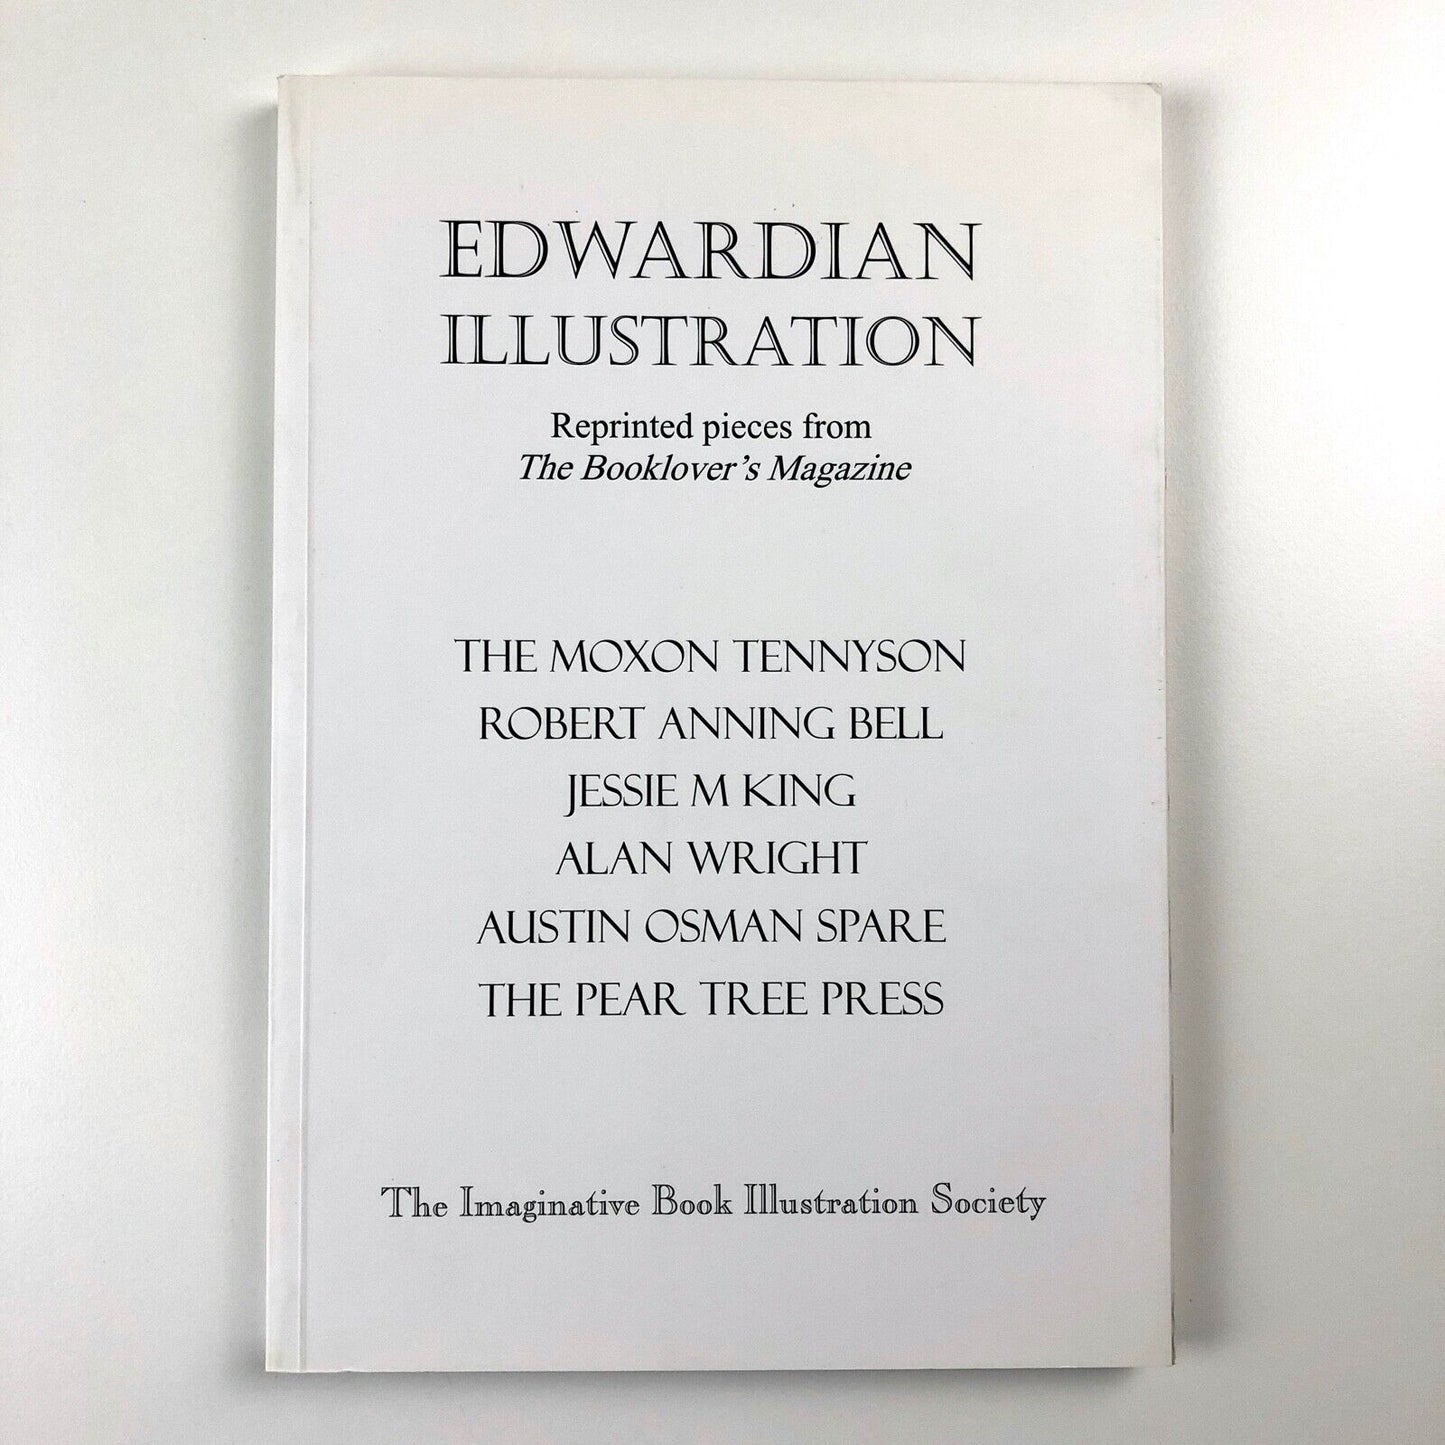 EDWARDIAN
ILLUSTRATION
Reprinted pieces from
The Booklover’s Magazine
THE MOXON TENNYSON
ROBERT ANNING BELL
JESSIE M KING
ALAN WRIGHT
AUSTIN OSMAN SPARE
THE PEAR TREE PRESS
The Imaginative Book Illustration Society